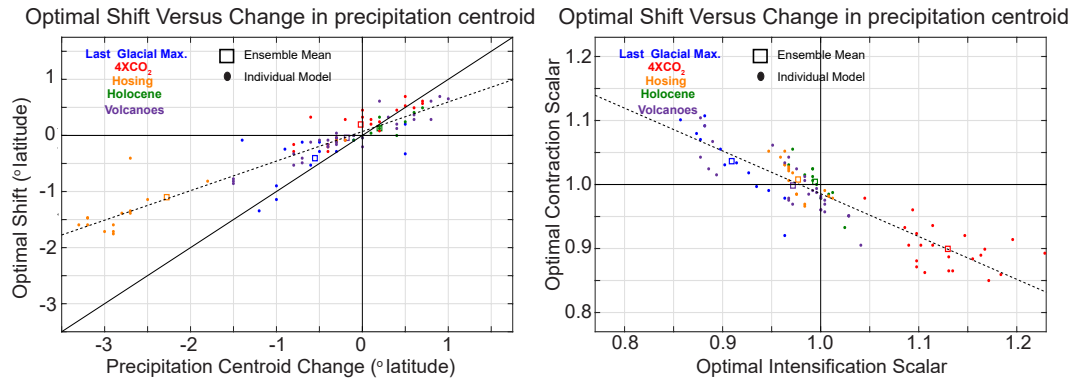 Optimal Shift Versus Change in precipitation centroid
Last Glacial Max.
4XCO2
Hosing
Holocene
Volcanoes
Ensemble Mean
Individual Model
1
0
-1
-2
-3
Optimal Shift (° latitude)
-3
-2
-1
0
1
Precipitation Centroid Change (° latitude)
Optimal Shift Versus Change in precipitation centroid
Last Glacial Max.
4XCO2
Hosing
Holocene
Volcanoes
Ensemble Mean
Individual Model
1.2
1.1
1.0
0.9
0.8
Optimal Contraction Scalar
0.8
0.9
1.0
1.1
1.2
Optimal Intensification Scalar